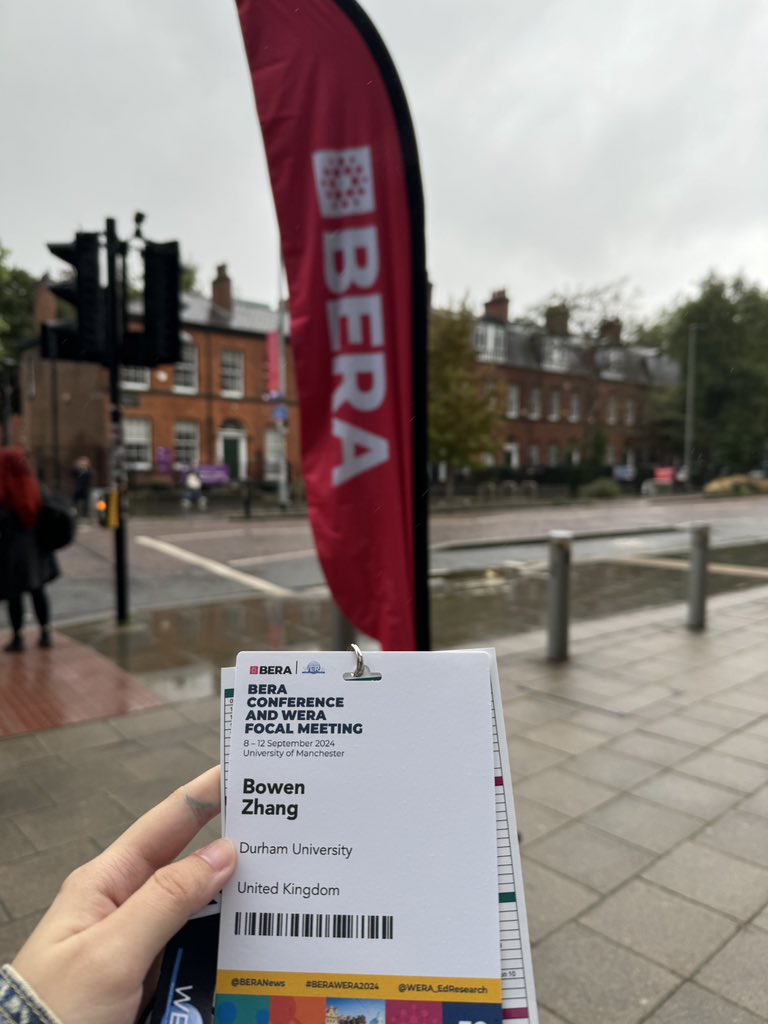 BERA
BERA | WERA
BERA
CONFERENCE
AND WERA
FOCAL MEETING
8 – 12 September 2024
University of Manchester
Bowen
Zhang
Durham University
United Kingdom
@BERANews #BERAWERA2024 @WERA_EdResearch